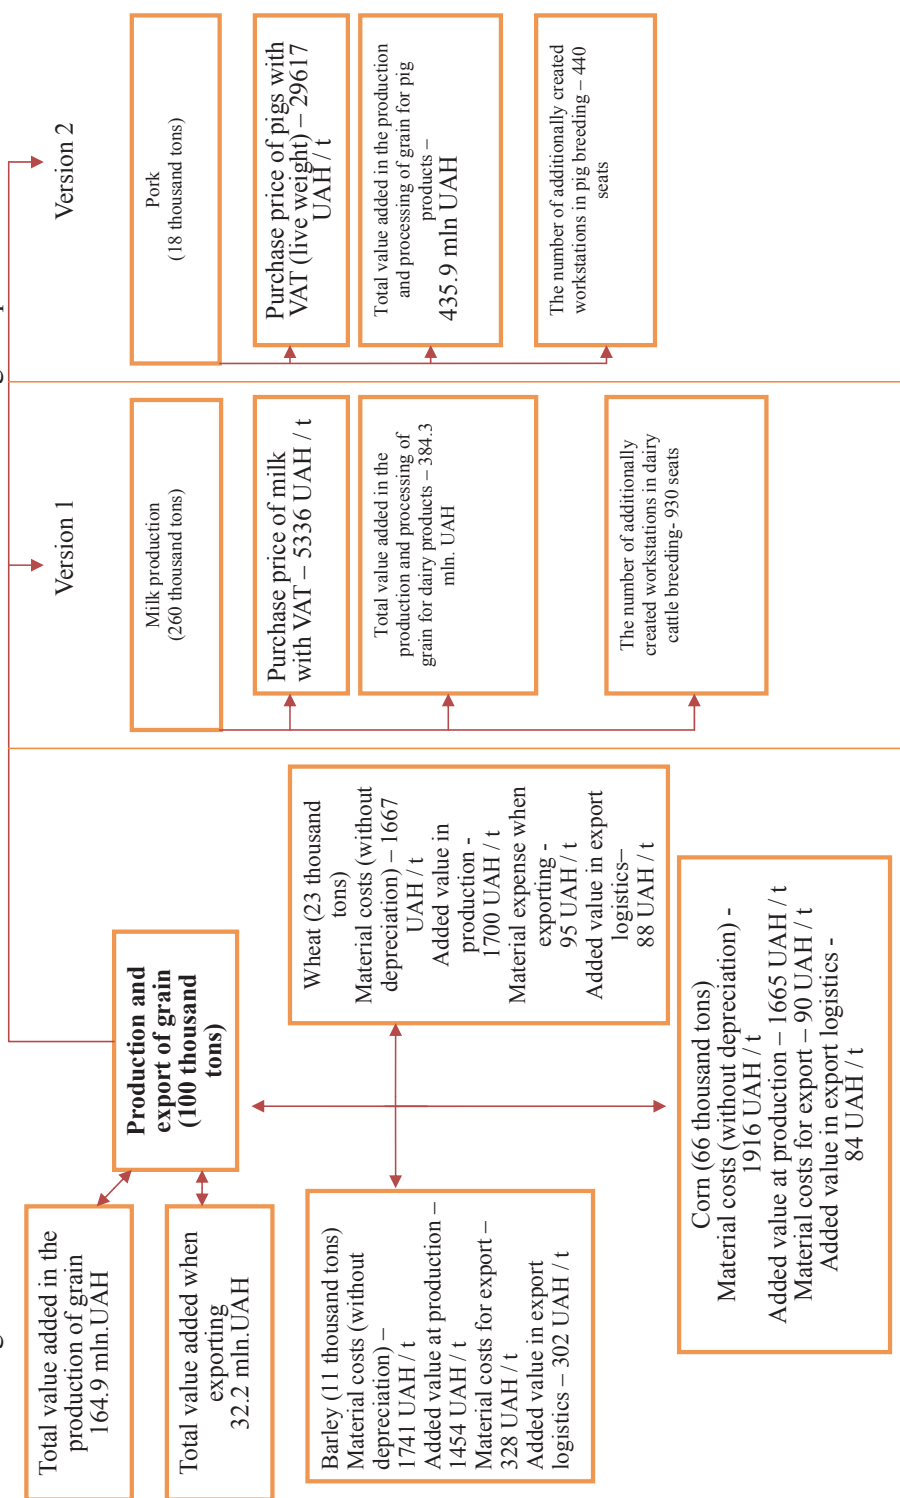 Total value added in the
production of grain
164.9 mln.UAH
Total value added when
exporting
32.2 mln.UAH
Production and
export of grain
(100 thousand
tons)
Barley (11 thousand tons)
Material costs (without
depreciation) –
1741 UAH / t
Added value at production –
1454 UAH / t
Material costs for export –
328 UAH / t
Added value in export
logistics – 302 UAH / t
Wheat (23 thousand
tons)
Material costs (without
depreciation) – 1667
UAH / t
Added value in
production -
1700 UAH / t
Material expense when
exporting -
95 UAH / t
Added value in export
logistics–
88 UAH / t
Corn (66 thousand tons)
Material costs (without depreciation) -
1916 UAH / t
Added value at production – 1665 UAH / t
Material costs for export – 90 UAH / t
Added value in export logistics -
84 UAH / t
Version 1
Milk production
(260 thousand tons)
Purchase price of milk
with VAT – 5336 UAH / t
Total value added in the
production and processing of
grain for dairy products – 384.3
mln. UAH
The number of additionally
created workstations in dairy
cattle breeding- 930 seats
Version 2
Pork
(18 thousand tons)
Purchase price of pigs with
VAT (live weight) – 29617
UAH / t
Total value added in the production
and processing of grain for pig
products –
435.9 mln UAH
The number of additionally created
workstations in pig breeding – 440
seats